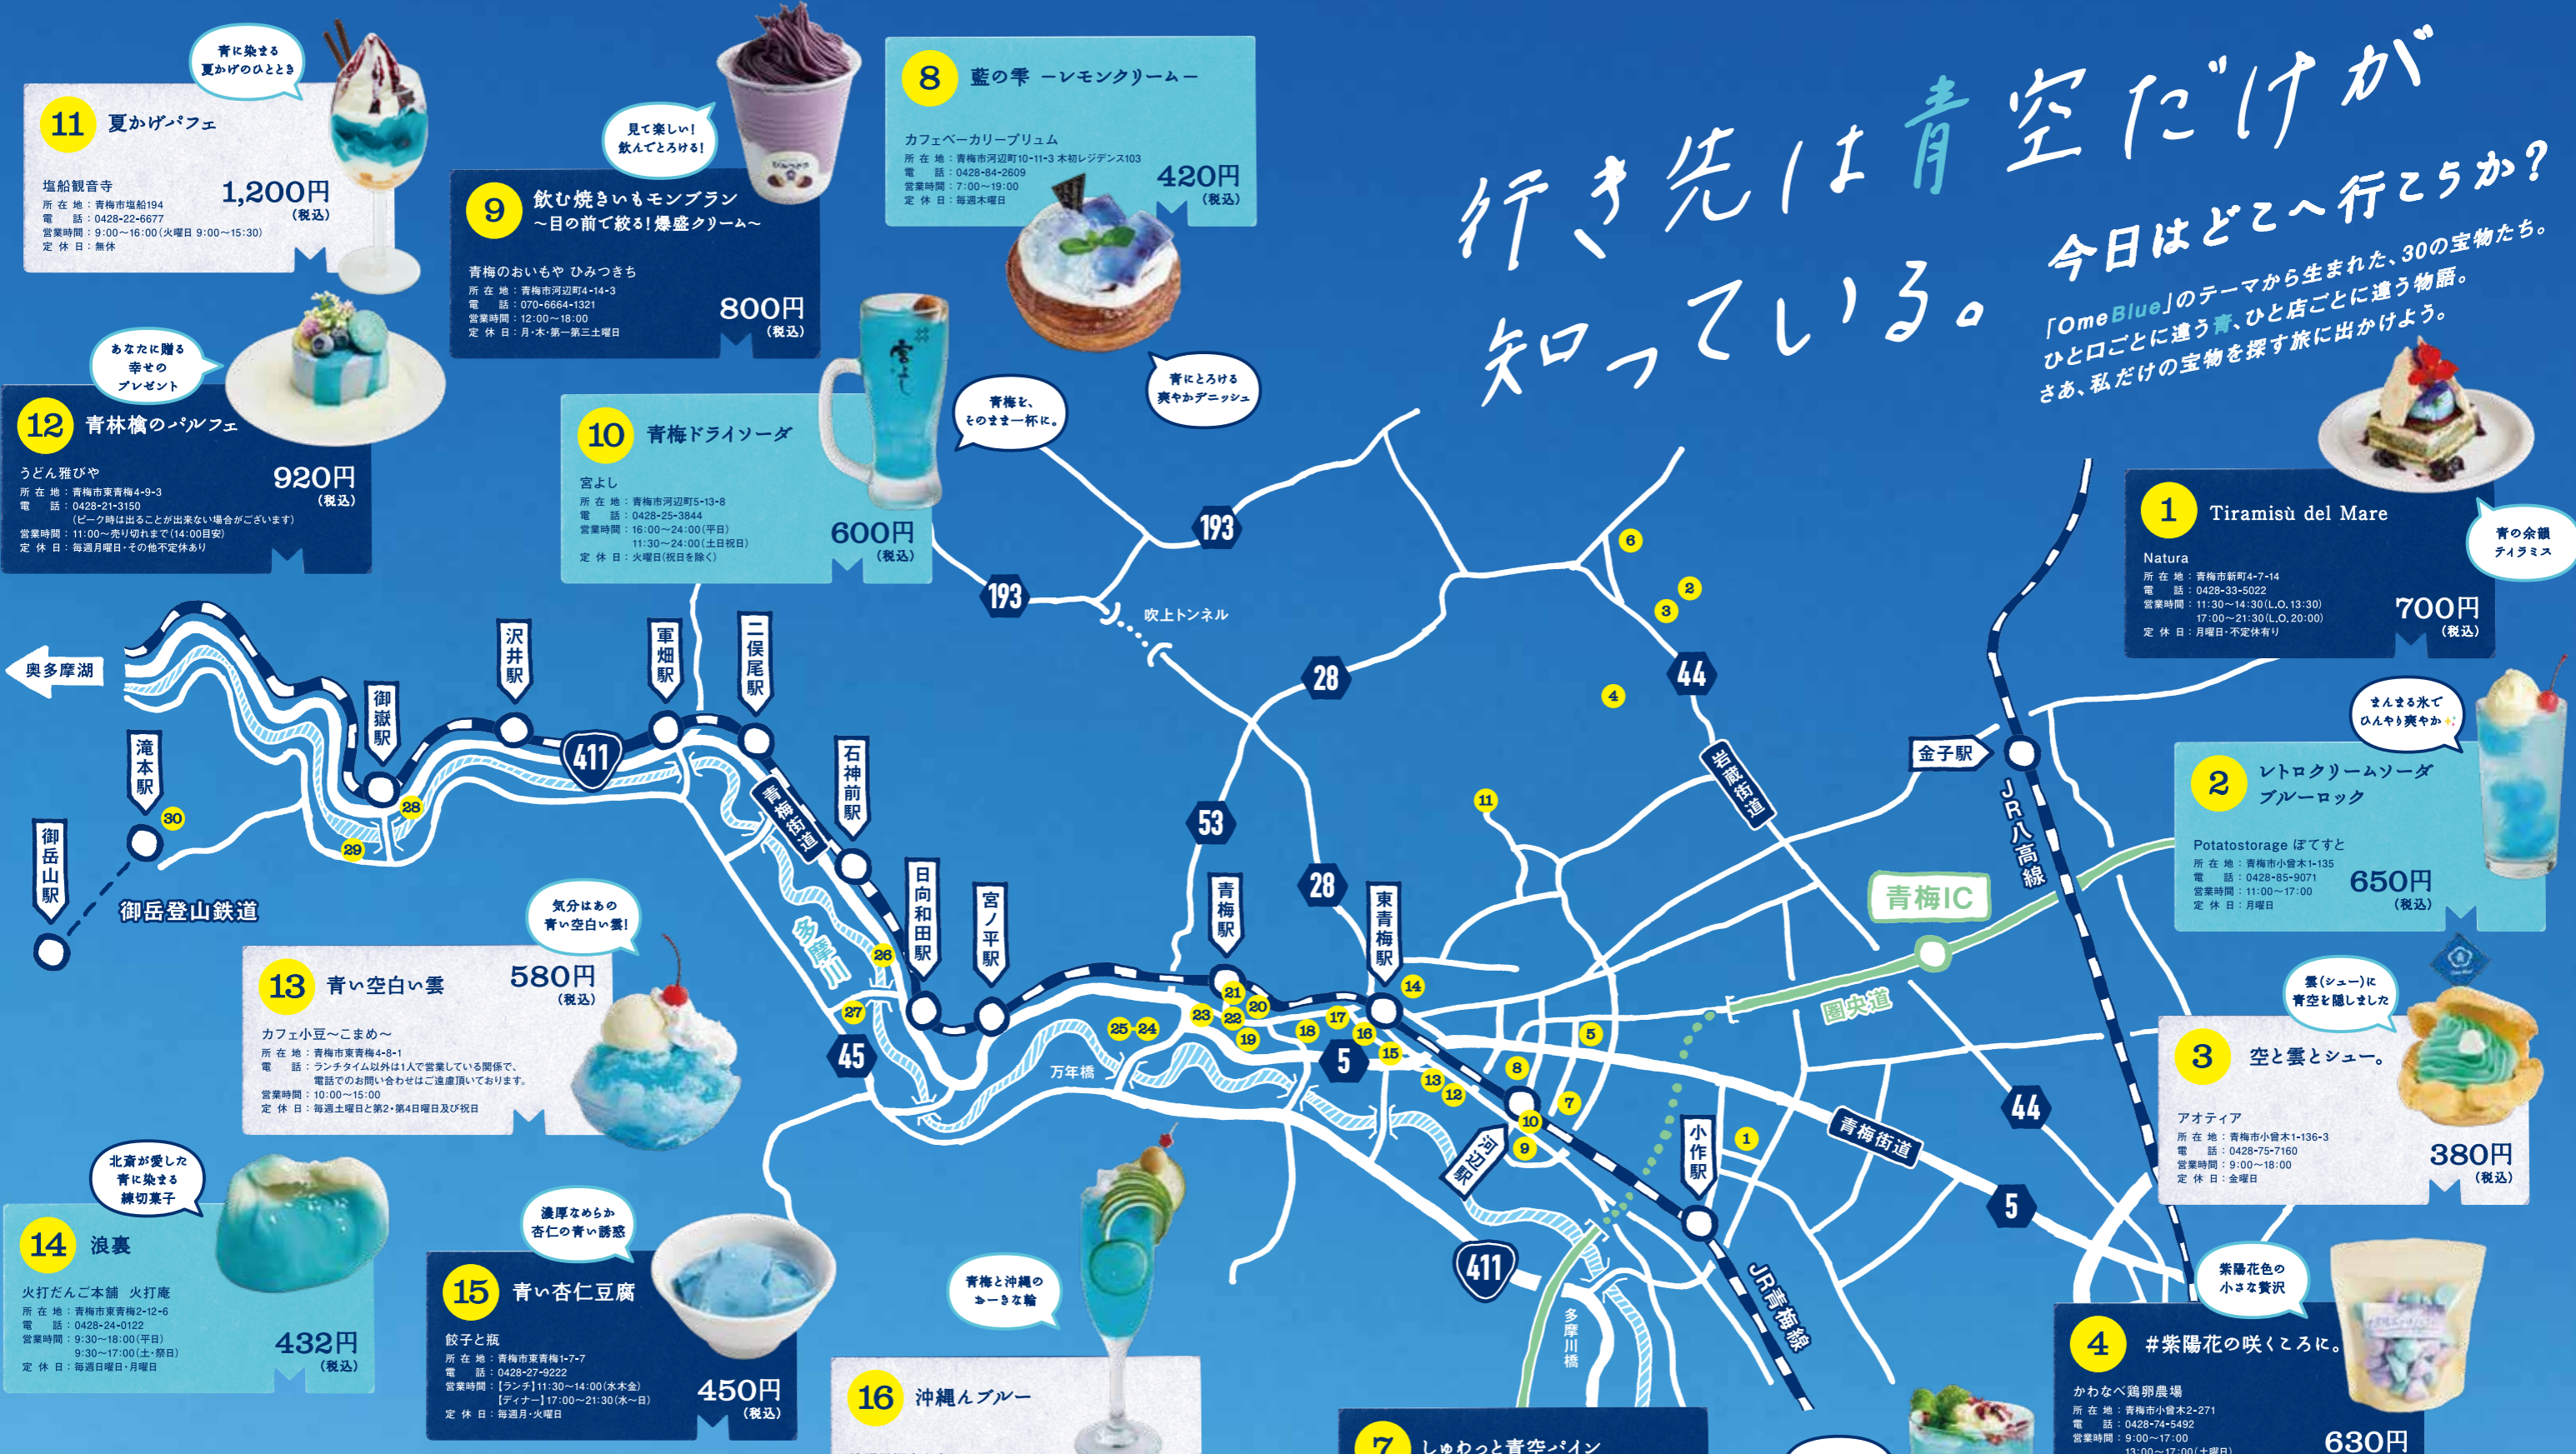 行き先は青空だけが
知っている。
今日はどこへ行こうか？
「OmeBlue」のテーマから生まれた、30の宝物たち。
ひと口ごとに違う青、ひと店ごとに違う物語。
さあ、私だけの宝物を探す旅に出かけよう。
青に染まる
夏かげのひととき
11 夏かげパフェ
塩船観音寺
所在地：青梅市塩船194
電話：0428-22-6677
営業時間：9:00〜16:00(火曜日 9:00〜15:30)
定休日：無休
1,200円
(税込)
見て楽しい！
飲んでとろける！
9 飲む焼きいもモンブラン
〜目の前で絞る！爆盛クリーム〜
青梅のおいもや ひみつきち
所在地：青梅市河辺町4-14-3
電話：070-6664-1321
営業時間：12:00〜18:00
定休日：月・木・第一第三土曜日
800円
(税込)
8 藍の雫 −レモンクリーム−
カフェベーカリープリュム
所在地：青梅市河辺町10-11-3 木初レジデンス103
電話：0428-84-2609
営業時間：7:00〜19:00
定休日：毎週木曜日
420円
(税込)
青にとろける
爽やかデニッシュ
あなたに贈る
幸せの
プレゼント
12 青林檎のパルフェ
うどん雅びや
所在地：青梅市東青梅4-9-3
電話：0428-21-3150
(ピーク時は出ることが出来ない場合がございます)
営業時間：11:00〜売り切れまで(14:00目安)
定休日：毎週月曜日・その他不定休あり
920円
(税込)
青梅を、
そのまま一杯に。
宮よし
10 青梅ドライソーダ
宮よし
所在地：青梅市河辺町5-13-8
電話：0428-25-3844
営業時間：16:00〜24:00(平日)
11:30〜24:00(土日祝日)
定休日：火曜日(祝日を除く)
600円
(税込)
1 Tiramisù del Mare
Natura
所在地：青梅市新町4-7-14
電話：0428-33-5022
営業時間：11:30〜14:30(L.O.13:30)
17:00〜21:30(L.O.20:00)
定休日：月曜日・不定休有り
700円
(税込)
青の余韻
ティラミス
まんまる氷で
ひんやり爽やか
2 レトロクリームソーダ
ブルーロック
Potatostorage ぽてすと
所在地：青梅市小曾木1-135
電話：0428-85-9071
営業時間：11:00〜17:00
定休日：月曜日
650円
(税込)
雲(シュー)に
青空を隠しました
3 空と雲とシュー。
アオティア
所在地：青梅市小曾木1-136-3
電話：0428-75-7160
営業時間：9:00〜18:00
定休日：金曜日
380円
(税込)
紫陽花色の
小さな贅沢
4 #紫陽花の咲くころに。
かわなべ鶏卵農場
所在地：青梅市小曾木2-271
電話：0428-74-5492
営業時間：9:00〜17:00
13:00〜17:00(土曜日)
630円
気分はあの
青い空白い雲！
13 青い空白い雲
580円
(税込)
カフェ小豆〜こまめ〜
所在地：青梅市東青梅4-8-1
電話：ランチタイム以外は1人で営業している関係で、
電話でのお問い合わせはご遠慮頂いております。
営業時間：10:00〜15:00
定休日：毎週土曜日と第2・第4日曜日及び祝日
北斎が愛した
青に染まる
練切菓子
14 浪裏
火打だんご本舗 火打庵
所在地：青梅市東青梅2-12-6
電話：0428-24-0122
営業時間：9:30〜18:00(平日)
9:30〜17:00(土・祭日)
定休日：毎週日曜日・月曜日
432円
(税込)
濃厚なめらか
杏仁の青い誘惑
15 青い杏仁豆腐
餃子と瓶
所在地：青梅市東青梅1-7-7
電話：0428-27-9222
営業時間：【ランチ】11:30〜14:00(水木金)
【ディナー】17:00〜21:30(水〜日)
定休日：毎週月・火曜日
450円
(税込)
青梅と沖縄の
おーきな輪
16 沖縄んブルー
7 しゅわっと青空パイン
奥多摩湖
御岳山駅
滝本駅
御岳登山鉄道
御嶽駅
沢井駅
軍畑駅
二俣尾駅
石神前駅
日向和田駅
宮ノ平駅
青梅駅
東青梅駅
河辺駅
小作駅
金子駅
JR八高線
JR青梅線
青梅IC
圏央道
吹上トンネル
岩蔵街道
青梅街道
青梅街道
多摩川
万年橋
多摩川橋
193
193
28
28
53
44
44
45
5
5
411
411
1
2
3
4
5
6
7
8
9
10
11
12
13
14
15
16
17
18
19
20
21
22
23
25-24
26
27
28
29
30